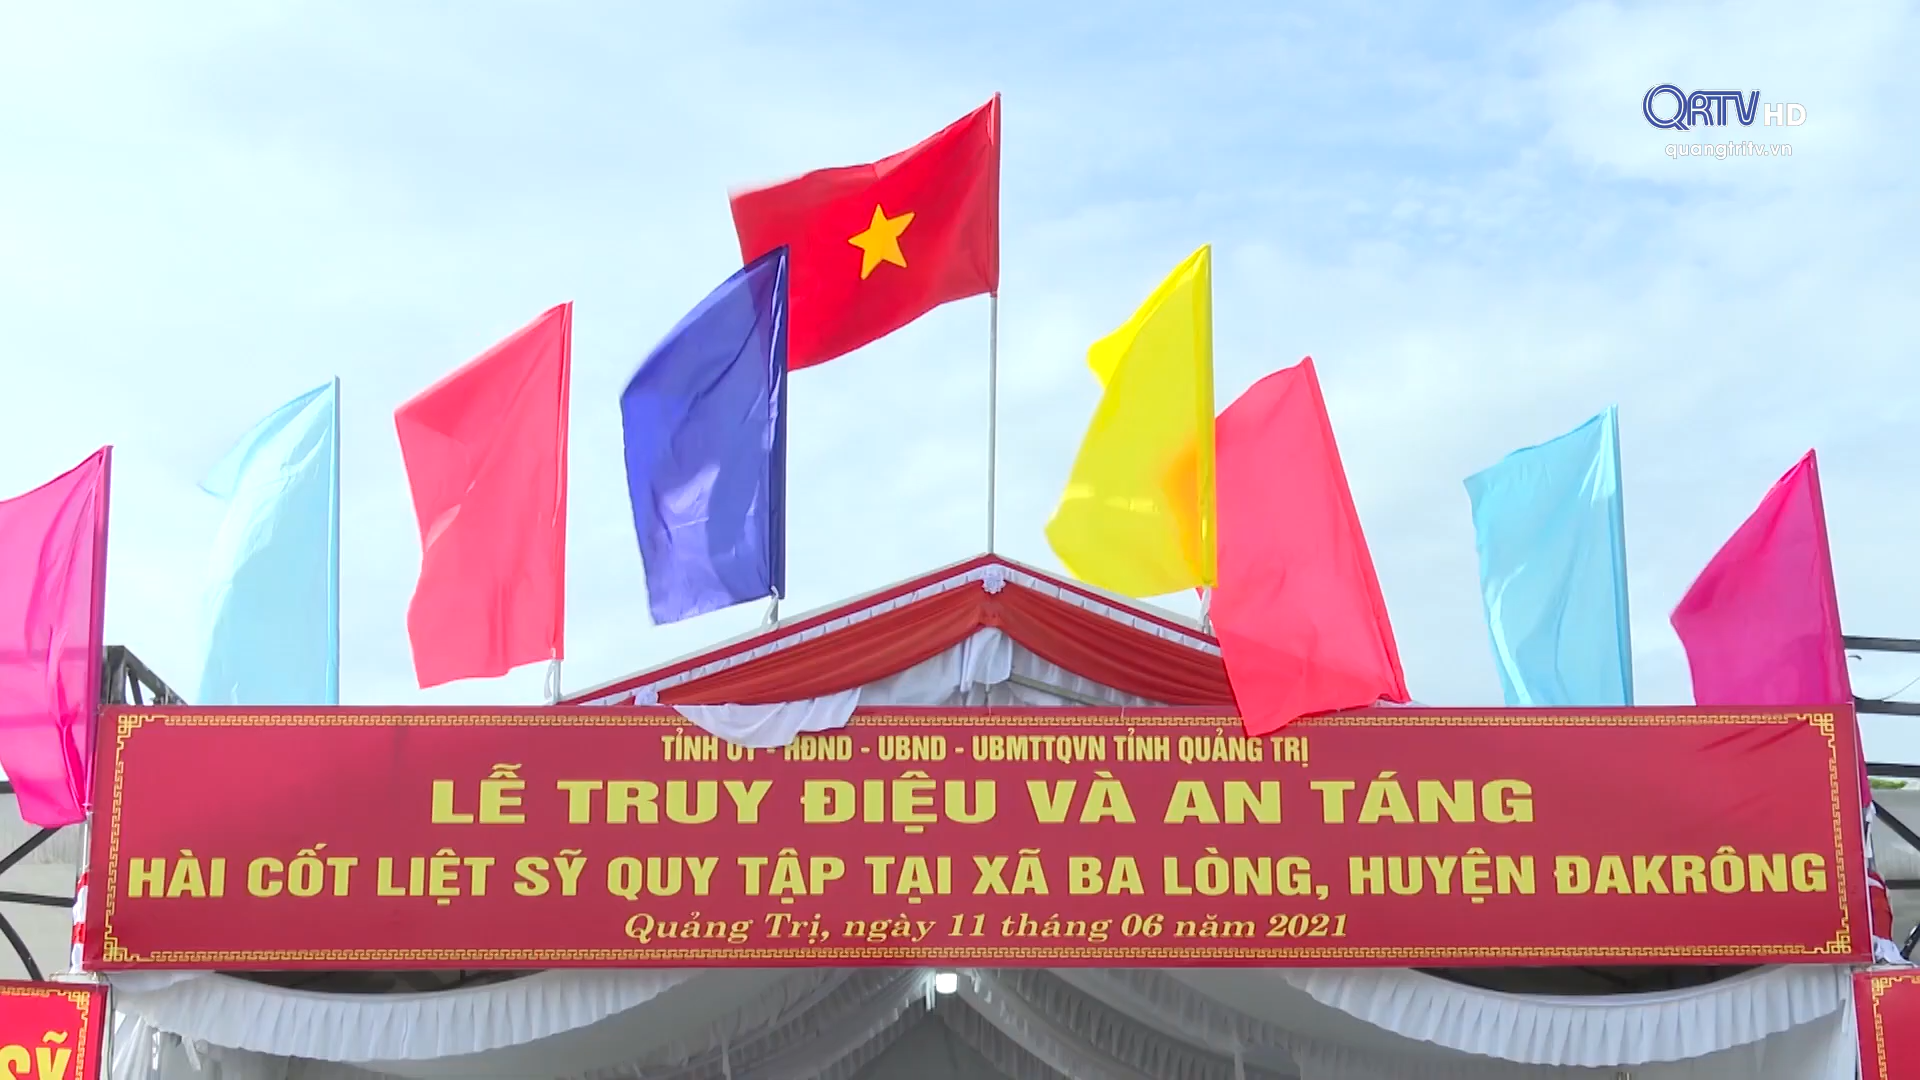 QRTV HD
quangtritv.vn
TỈNH ỦY - HĐND - UBND - UBMTTQVN TỈNH QUẢNG TRỊ
LỄ TRUY ĐIỆU VÀ AN TÁNG
HÀI CỐT LIỆT SỸ QUY TẬP TẠI XÃ BA LÒNG, HUYỆN ĐAKRÔNG
Quảng Trị, ngày 11 tháng 06 năm 2021
SỸ